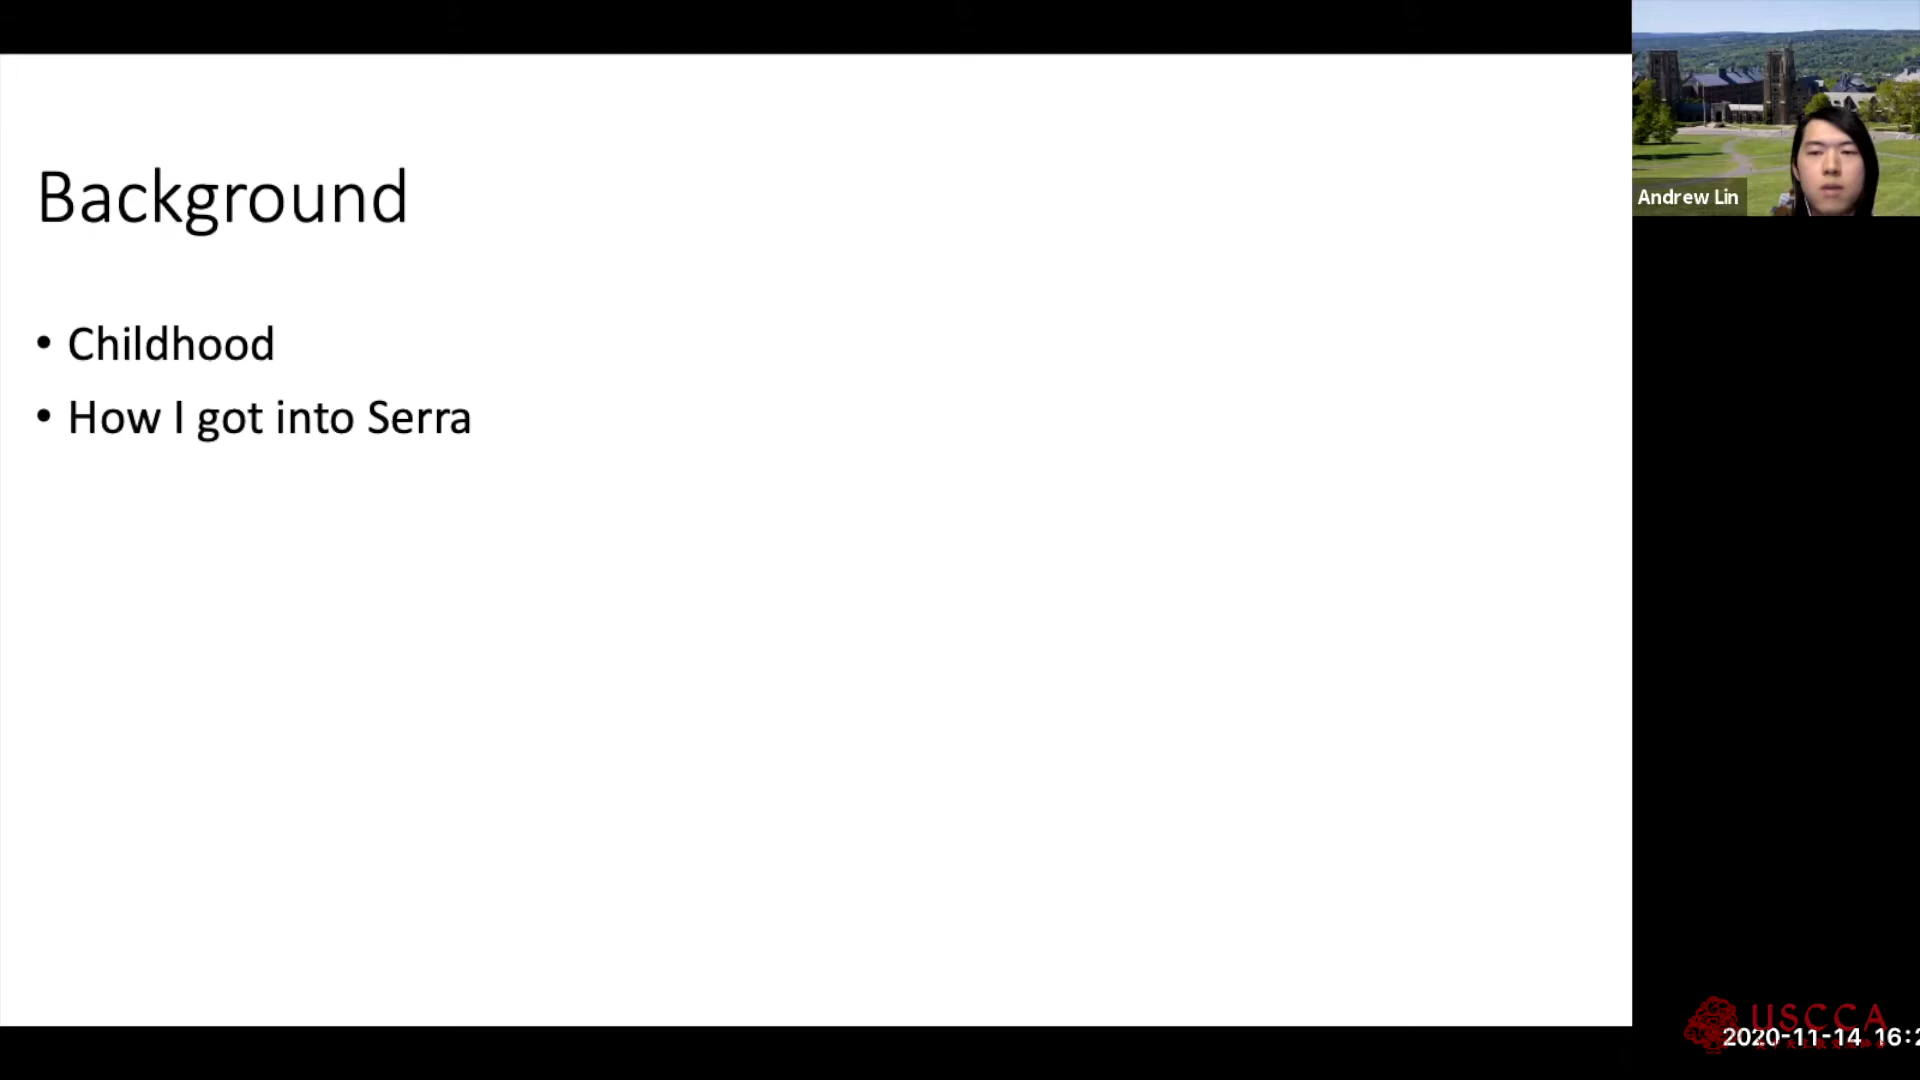 Background
• Childhood
• How I got into Serra
Andrew Lin
USCCA
2020-11-14 16:2